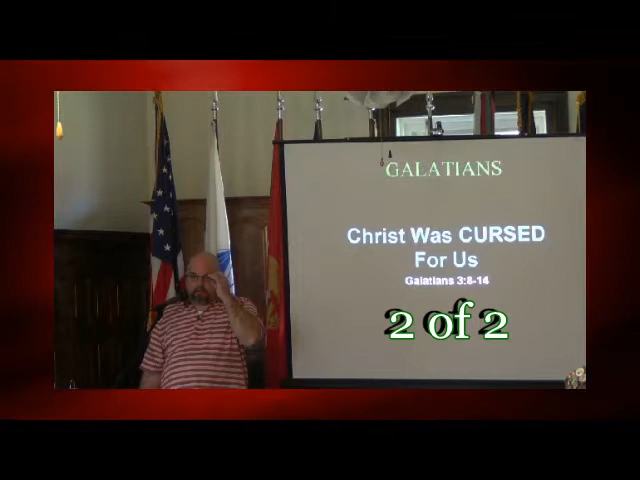 GALATIANS
Christ Was CURSED
For Us
Galatians 3:8-14
2 of 2